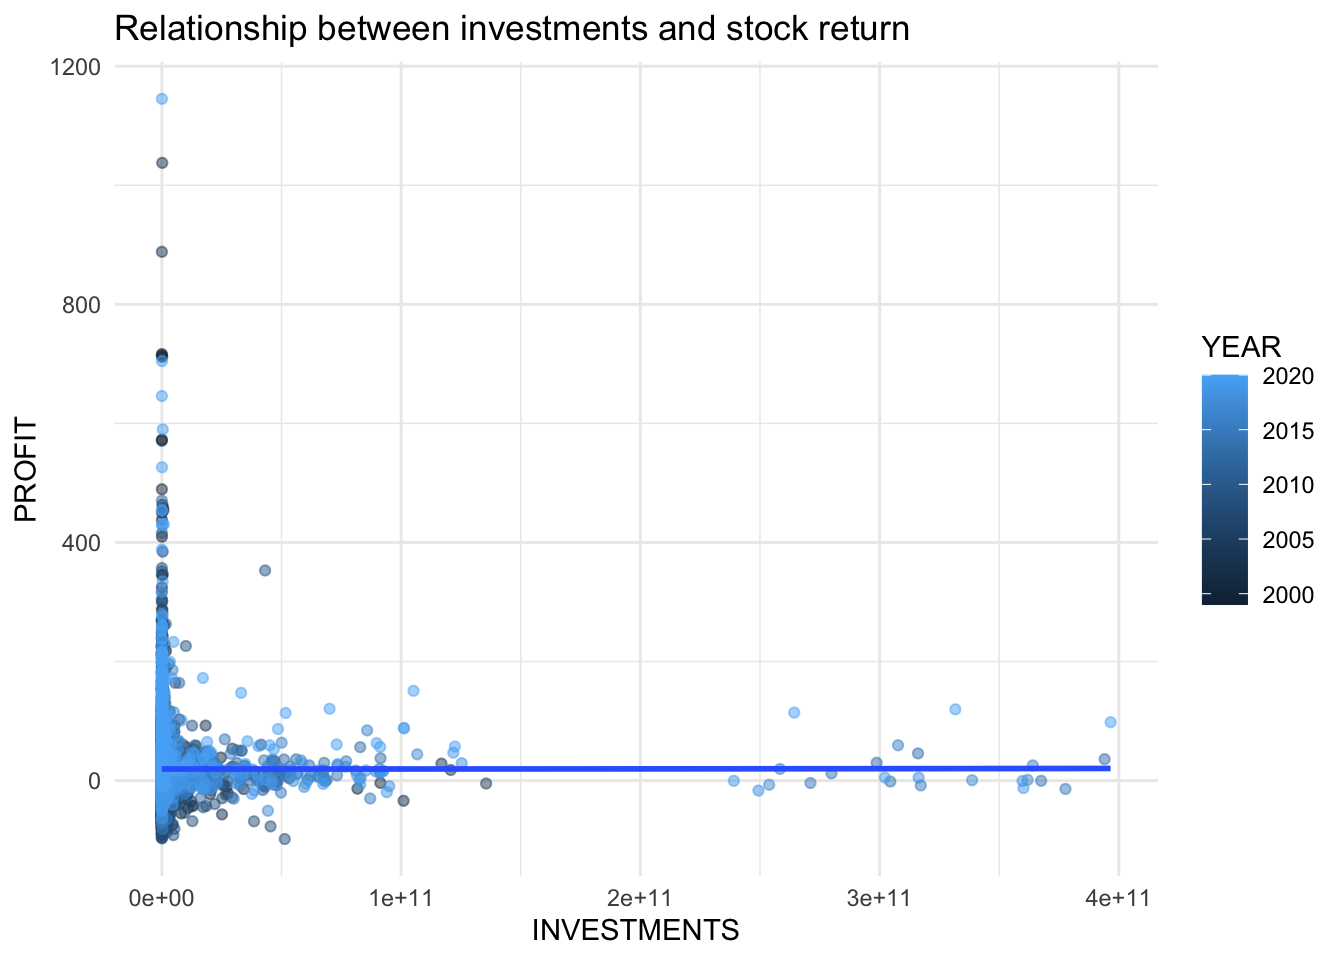 Relationship between investments and stock return
1200
800
400
0
PROFIT
0e+00
1e+11
2e+11
3e+11
4e+11
INVESTMENTS
YEAR
2020
2015
2010
2005
2000